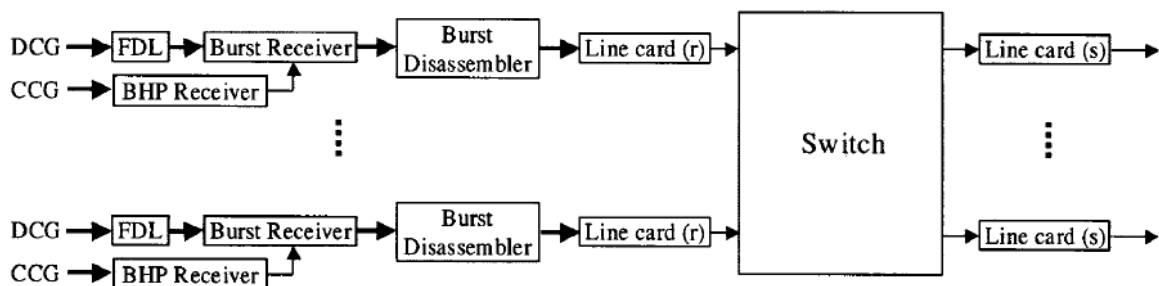 DCG FDL Burst Receiver Burst Disassembler Line card (r) Line card (s)
CCG BHP Receiver
Switch
DCG FDL Burst Receiver Burst Disassembler Line card (r) Line card (s)
CCG BHP Receiver